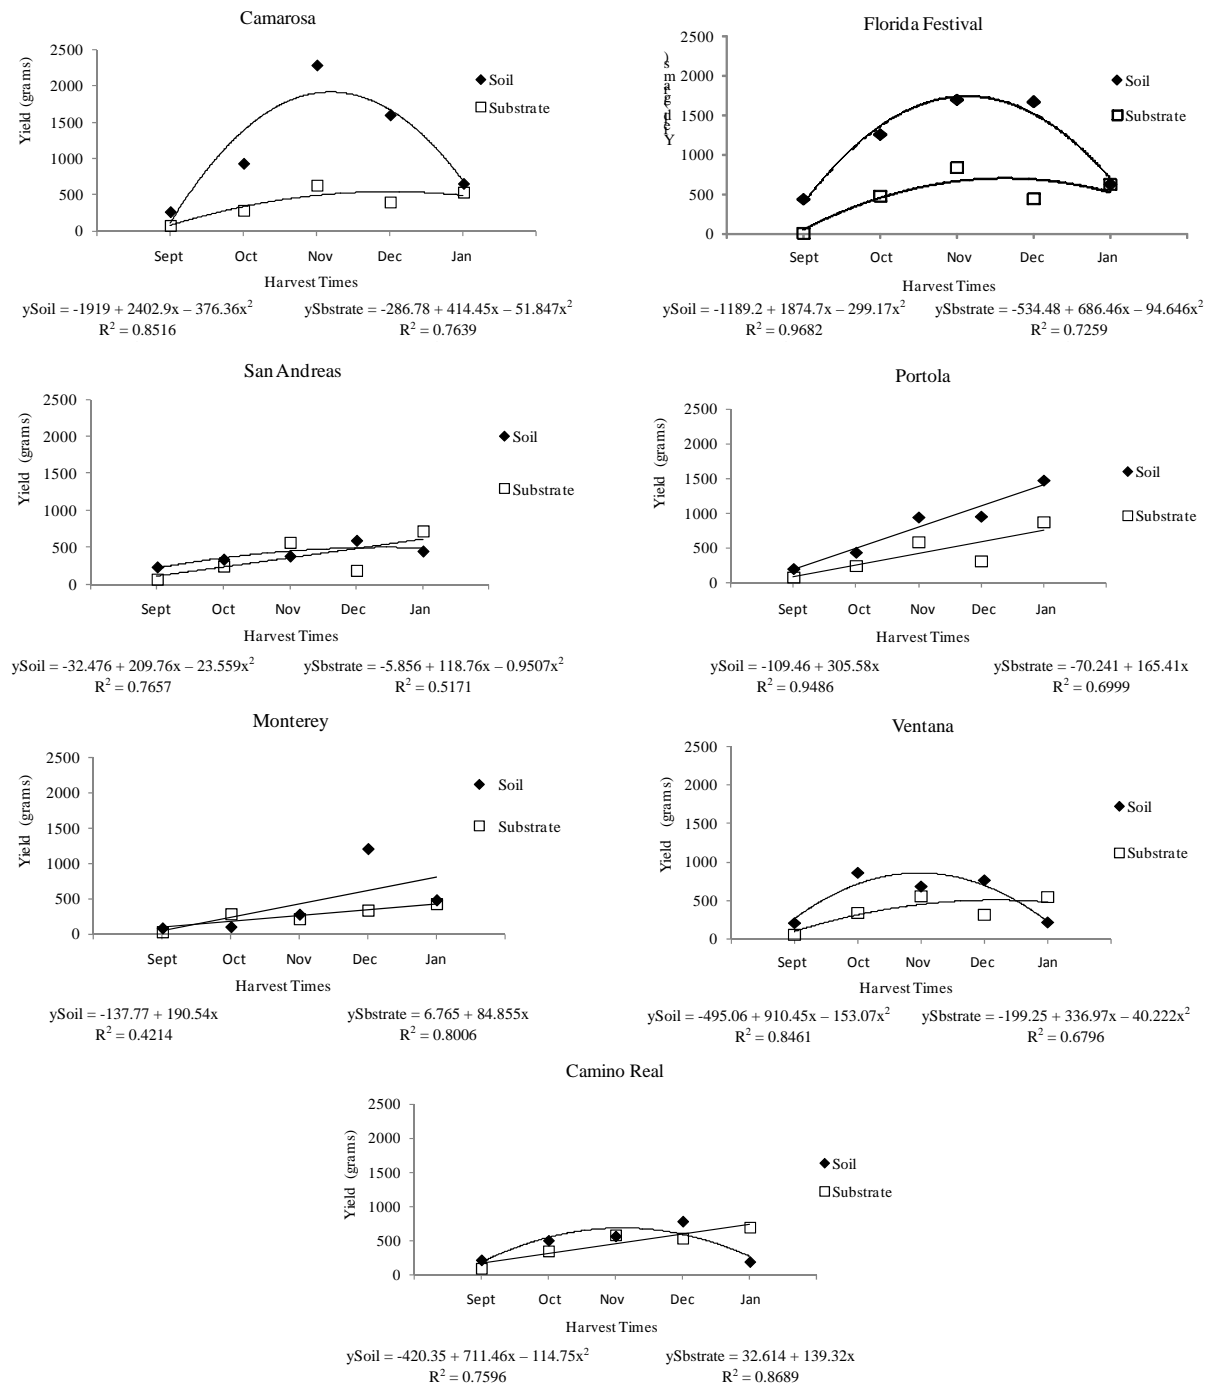 Camarosa
Yield (grams)
2500
2000
1500
1000
500
0
Soil
Substrate
Sept Oct Nov Dec Jan
Harvest Times
ySoil = -1919 + 2402.9x – 376.36x²
R² = 0.8516
ySbstrate = -286.78 + 414.45x – 51.847x²
R² = 0.7639
Florida Festival
Yield (grams)
2500
2000
1500
1000
500
0
Soil
Substrate
Sept Oct Nov Dec Jan
Harvest Times
ySoil = -1189.2 + 1874.7x – 299.17x²
R² = 0.9682
ySbstrate = -534.48 + 686.46x – 94.646x²
R² = 0.7259
San Andreas
Yield (grams)
2500
2000
1500
1000
500
0
Soil
Substrate
Sept Oct Nov Dec Jan
Harvest Times
ySoil = -32.476 + 209.76x – 23.559x²
R² = 0.7657
ySbstrate = -5.856 + 118.76x – 0.9507x²
R² = 0.5171
Portola
Yield (grams)
2500
2000
1500
1000
500
0
Soil
Substrate
Sept Oct Nov Dec Jan
Harvest Times
ySoil = -109.46 + 305.58x
R² = 0.9486
ySbstrate = -70.241 + 165.41x
R² = 0.6999
Monterey
Yield (grams)
2500
2000
1500
1000
500
0
Soil
Substrate
Sept Oct Nov Dec Jan
Harvest Times
ySoil = -137.77 + 190.54x
R² = 0.4214
ySbstrate = 6.765 + 84.855x
R² = 0.8006
Ventana
Yield (grams)
2500
2000
1500
1000
500
0
Soil
Substrate
Sept Oct Nov Dec Jan
Harvest Times
ySoil = -495.06 + 910.45x – 153.07x²
R² = 0.8461
ySbstrate = -199.25 + 336.97x – 40.222x²
R² = 0.6796
Camino Real
Yield (grams)
2500
2000
1500
1000
500
0
Soil
Substrate
Sept Oct Nov Dec Jan
Harvest Times
ySoil = -420.35 + 711.46x – 114.75x²
R² = 0.7596
ySbstrate = 32.614 + 139.32x
R² = 0.8689